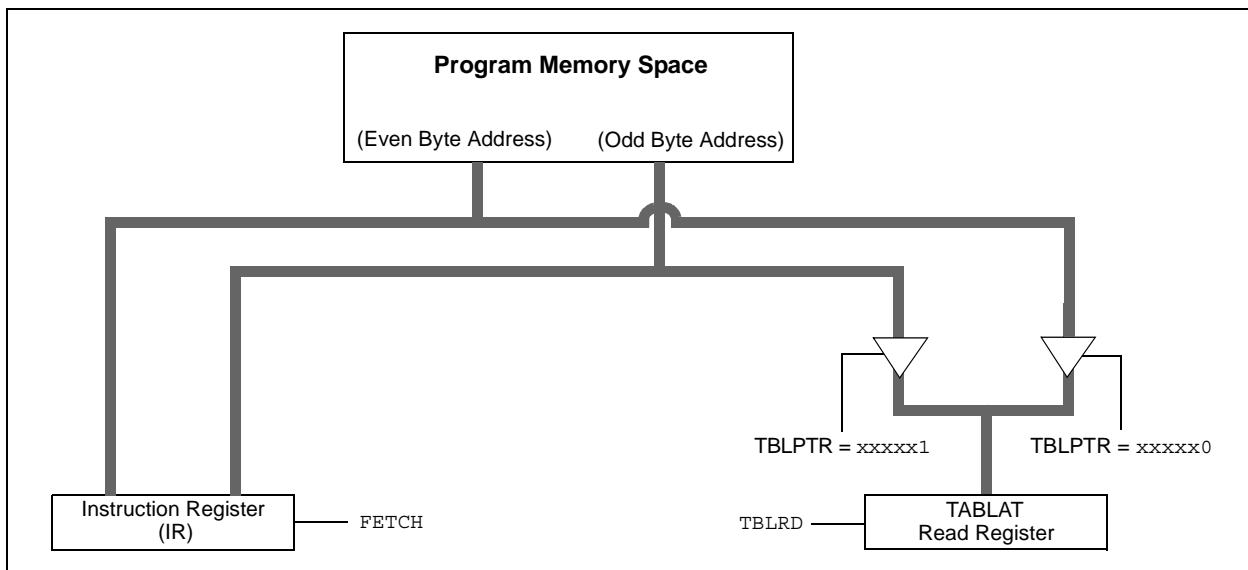 Program Memory Space
(Even Byte Address)
(Odd Byte Address)
TBLPTR = xxxxx1
TBLPTR = xxxxx0
Instruction Register
(IR)
FETCH
TBLRD
TABLAT
Read Register